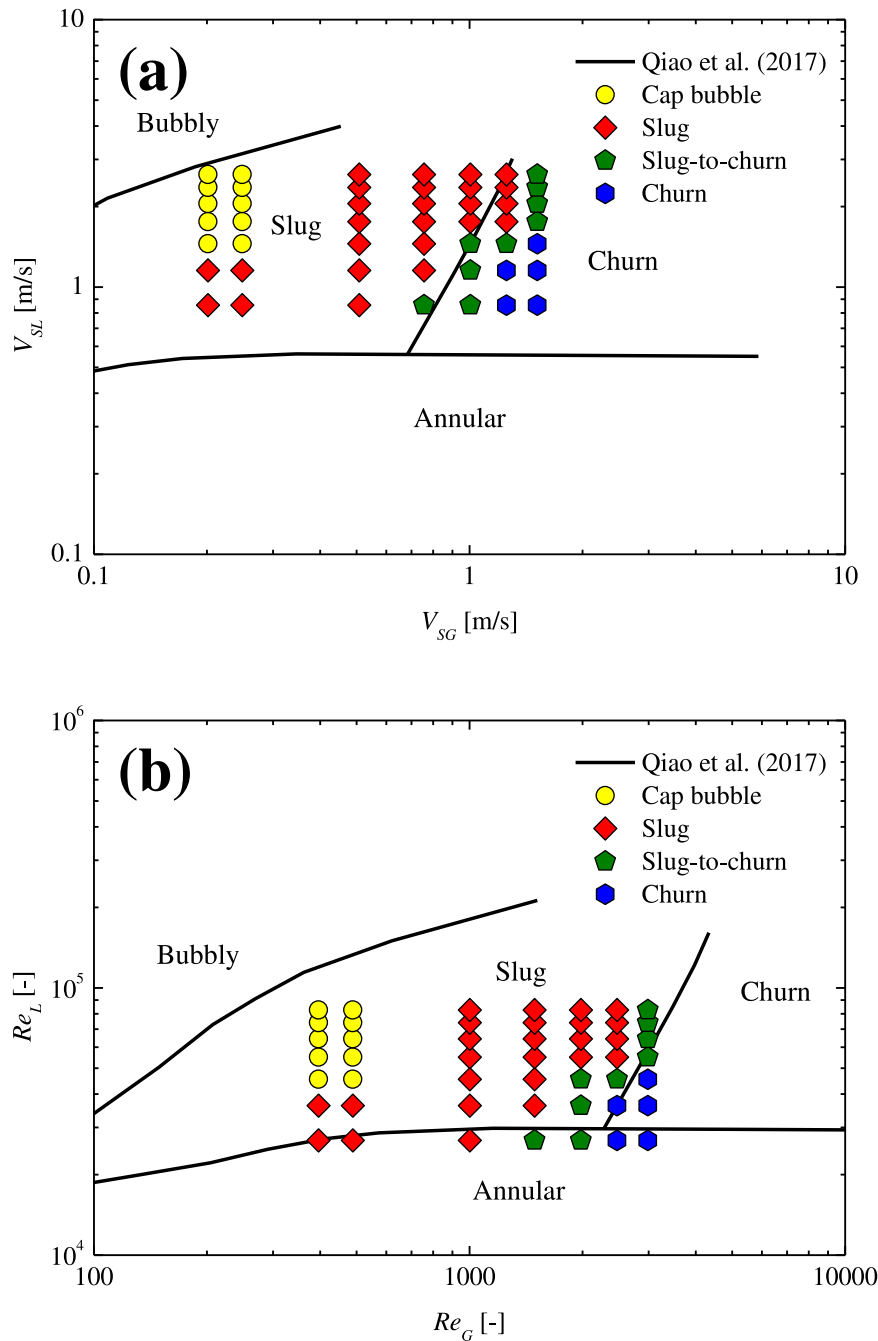 (a)
Qiao et al. (2017)
Cap bubble
Slug
Slug-to-churn
Churn
Bubbly
Slug
Churn
Annular
10
1
0.1
V_SL [m/s]
0.1
1
10
V_SG [m/s]
(b)
Qiao et al. (2017)
Cap bubble
Slug
Slug-to-churn
Churn
Bubbly
Slug
Churn
Annular
10^6
10^5
10^4
Re_L [-]
100
1000
10000
Re_G [-]